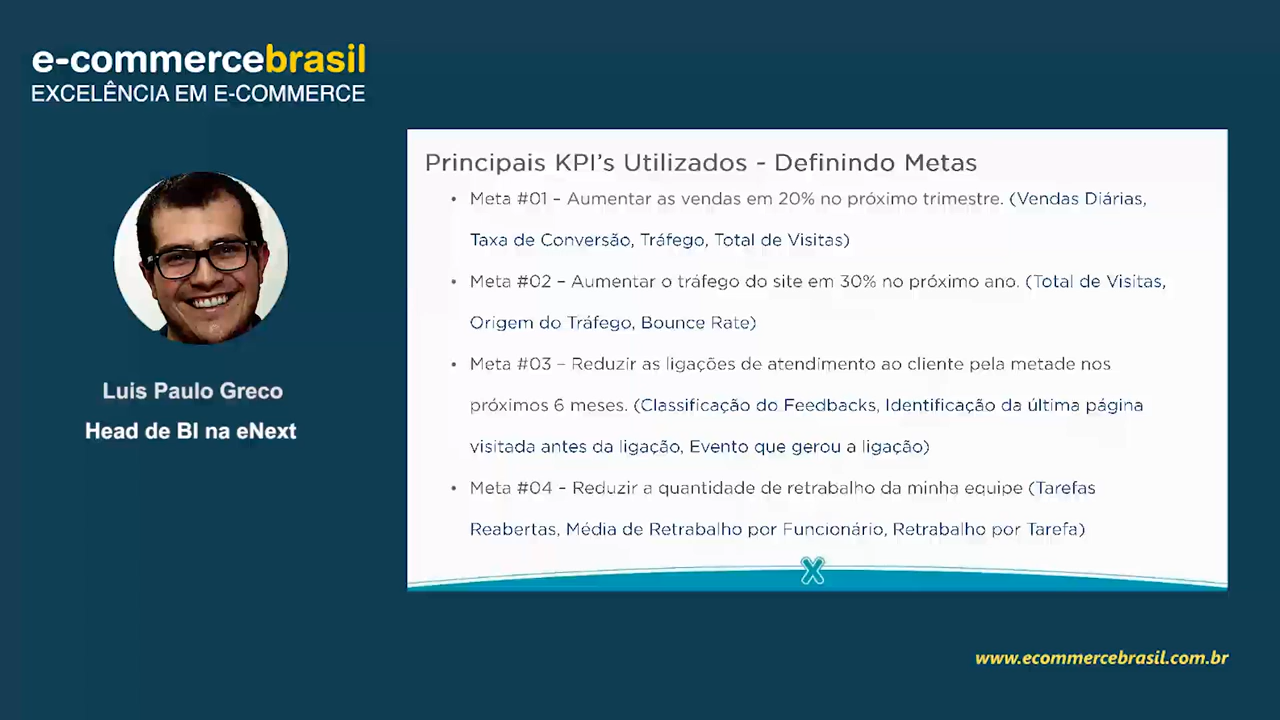 e-commercebrasil
EXCELÊNCIA EM E-COMMERCE
Luis Paulo Greco
Head de BI na eNext
Principais KPI's Utilizados - Definindo Metas
• Meta #01 – Aumentar as vendas em 20% no próximo trimestre. (Vendas Diárias,
Taxa de Conversão, Tráfego, Total de Visitas)
• Meta #02 – Aumentar o tráfego do site em 30% no próximo ano. (Total de Visitas,
Origem do Tráfego, Bounce Rate)
• Meta #03 – Reduzir as ligações de atendimento ao cliente pela metade nos
próximos 6 meses. (Classificação do Feedbacks, Identificação da última página
visitada antes da ligação, Evento que gerou a ligação)
• Meta #04 – Reduzir a quantidade de retrabalho da minha equipe (Tarefas
Reabertas, Média de Retrabalho por Funcionário, Retrabalho por Tarefa)
X
www.ecommercebrasil.com.br